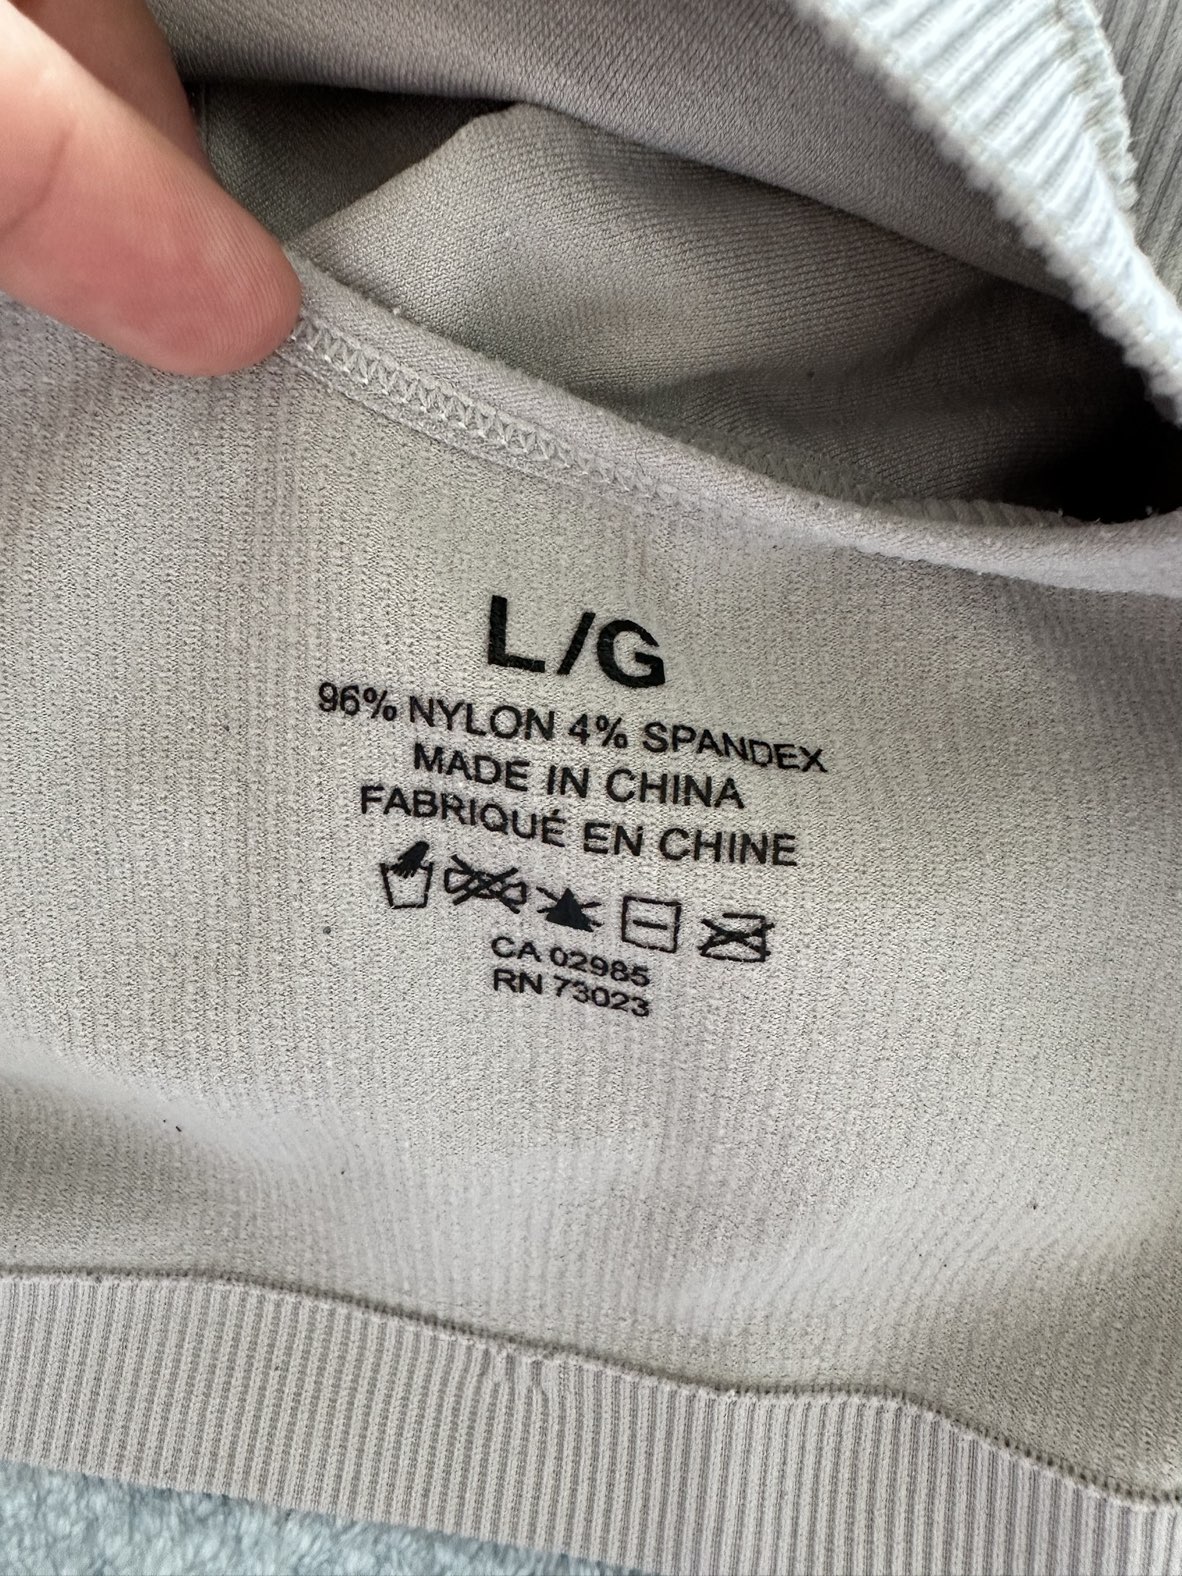 L/G
96% NYLON 4% SPANDEX
MADE IN CHINA
FABRIQUÉ EN CHINE
CA 02985
RN 73023